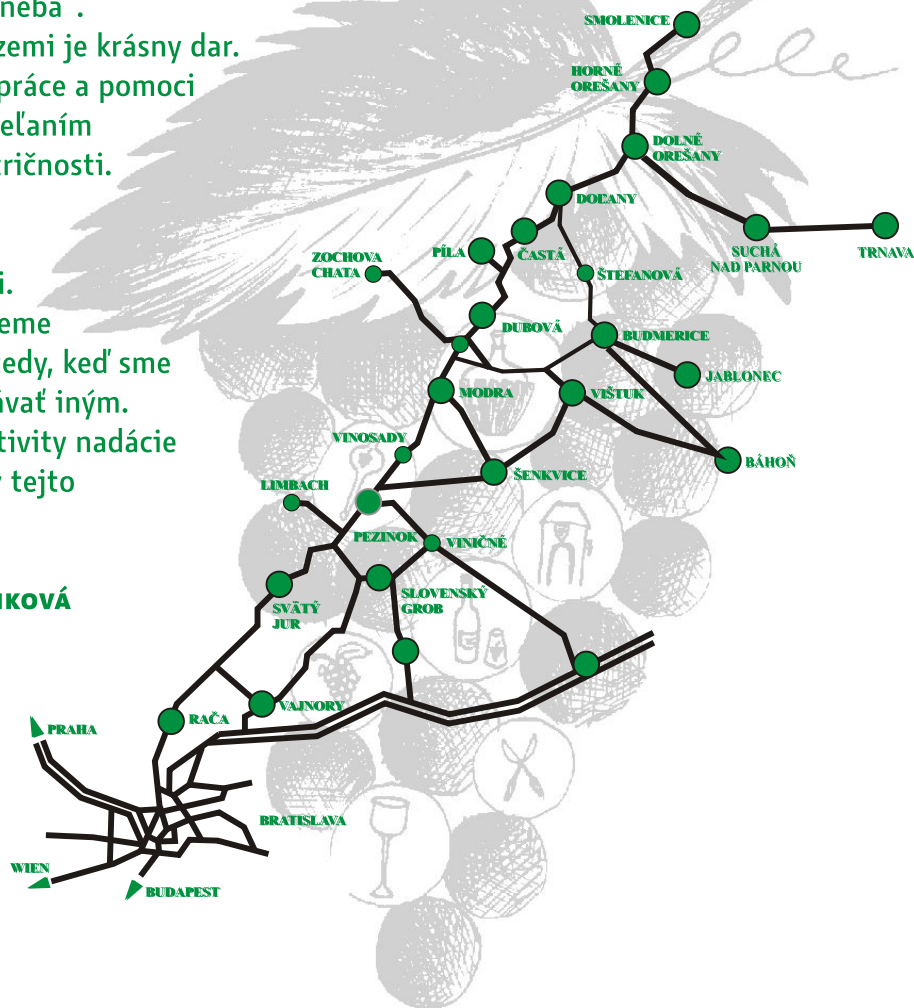 neba .
zemi je krásny dar.
práce a pomoci
eľaním
ričnosti.
i.
eme
edy, keď sme
ávať iným.
tivity nadácie
tejto
KOVÁ
SMOLENICE
HORNÉ
OREŠANY
DOLNÉ
OREŠANY
DOĽANY
ČASTÁ
PÍLA
ZOCHOVA
CHATA
ŠTEFANOVÁ
SUCHÁ
NAD PARNOU
TRNAVA
DUBOVÁ
BUDMERICE
JABLONEC
MODRA
VIŠTUK
VINOSADY
BÁHOŇ
ŠENKVICE
LIMBACH
PEZINOK
VINIČNÉ
SLOVENSKÝ
GROB
SVÄTÝ
JUR
VAJNORY
RAČA
PRAHA
BRATISLAVA
WIEN
BUDAPEST